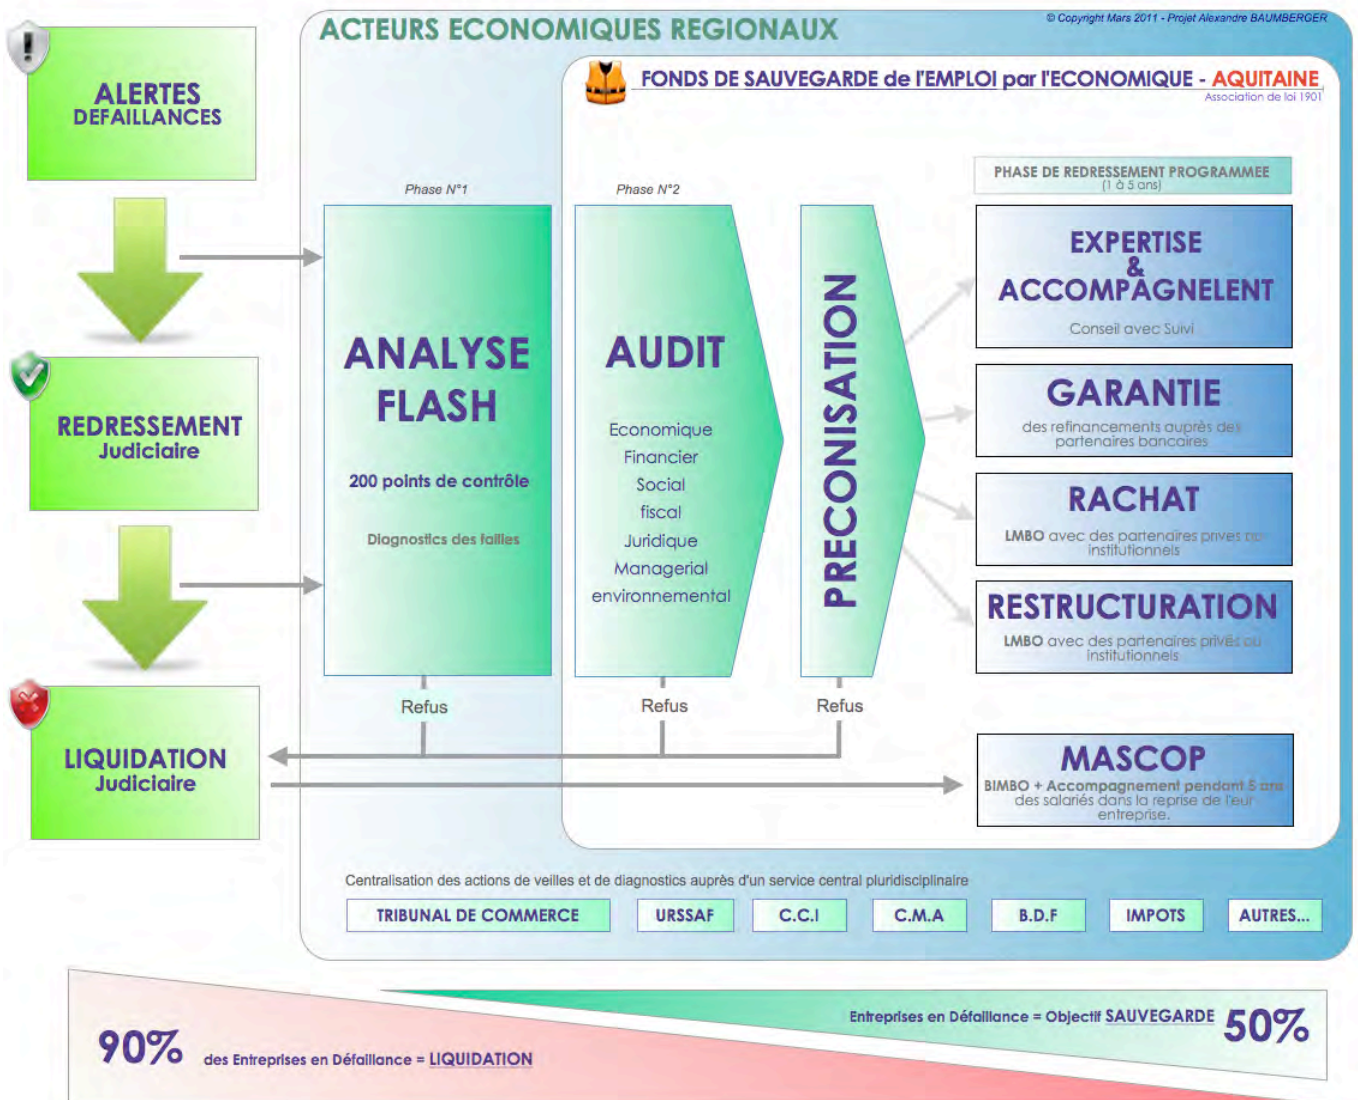 © Copyright Mars 2011 - Projet Alexandre BAUMBERGER
ACTEURS ECONOMIQUES REGIONAUX
FONDS DE SAUVEGARDE de l'EMPLOI par l'ECONOMIQUE - AQUITAINE
Association de loi 1901
ALERTES
DEFAILLANCES
REDRESSEMENT
Judiciaire
LIQUIDATION
Judiciaire
Phase N°1
ANALYSE
FLASH
200 points de contrôle
Diagnostics des failles
Refus
Phase N°2
AUDIT
Economique
Financier
Social
fiscal
Juridique
Managerial
environnemental
Refus
PRECONISATION
Refus
PHASE DE REDRESSEMENT PROGRAMMEE
(1 à 5 ans)
EXPERTISE
&
ACCOMPAGNELENT
Conseil avec Suivi
GARANTIE
des refinancements auprès des
partenaires bancaires
RACHAT
LMBO avec des partenaires privés ou
institutionnels
RESTRUCTURATION
LMBO avec des partenaires privés ou
institutionnels
MASCOP
BIMBO + Accompagnement pendant 5 ans
des salariés dans la reprise de l'eur
entreprise.
Centralisation des actions de veilles et de diagnostics auprès d'un service central pluridisciplinaire
TRIBUNAL DE COMMERCE
URSSAF
C.C.I
C.M.A
B.D.F
IMPOTS
AUTRES...
Entreprises en Défaillance = Objectif SAUVEGARDE 50%
90% des Entreprises en Défaillance = LIQUIDATION